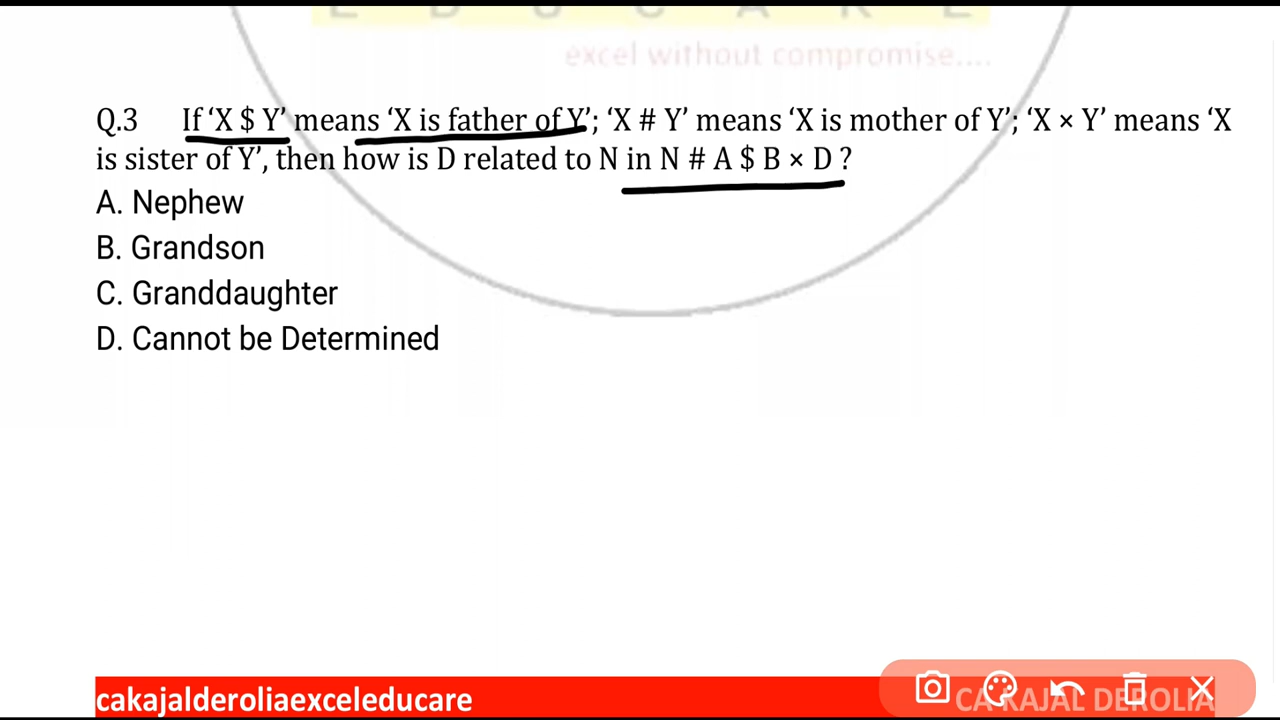 E D U C A R E
excel without compromise....
Q.3 If ‘X $ Y’ means ‘X is father of Y’; ‘X # Y’ means ‘X is mother of Y’; ‘X × Y’ means ‘X
is sister of Y’, then how is D related to N in N # A $ B × D ?
A. Nephew
B. Grandson
C. Granddaughter
D. Cannot be Determined
cakajalderoliaexceleducare
CA KAJAL DEROLIA